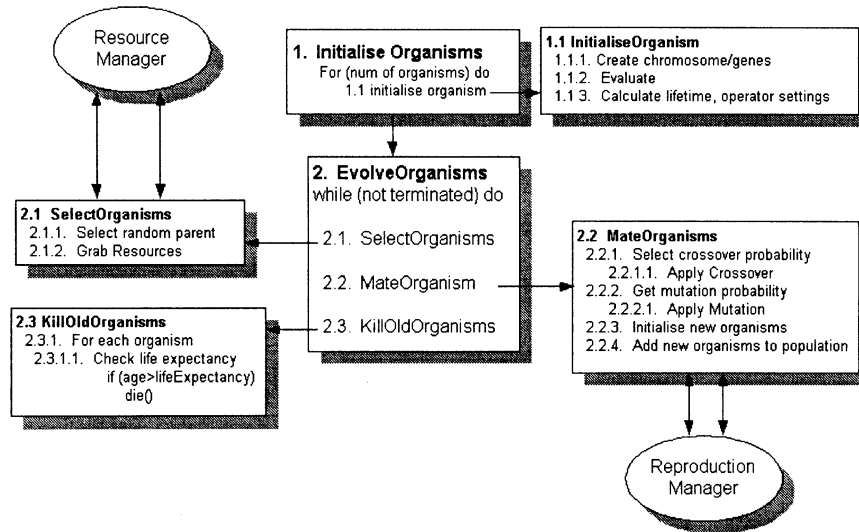 Resource
Manager
1. Initialise Organisms
For (num of organisms) do
1.1 initialise organism
1.1 InitialiseOrganism
1.1.1. Create chromosome/genes
1.1.2. Evaluate
1.1 3. Calculate lifetime, operator settings
2. EvolveOrganisms
while (not terminated) do
2.1. SelectOrganisms
2.2. MateOrganism
2.3. KillOldOrganisms
2.1 SelectOrganisms
2.1.1. Select random parent
2.1.2. Grab Resources
2.2 MateOrganisms
2.2.1. Select crossover probability
2.2.1.1. Apply Crossover
2.2.2. Get mutation probability
2.2.2.1. Apply Mutation
2.2.3. Initialise new organisms
2.2.4. Add new organisms to population
2.3 KillOldOrganisms
2.3.1. For each organism
2.3.1.1. Check life expectancy
if (age>lifeExpectancy)
die()
Reproduction
Manager